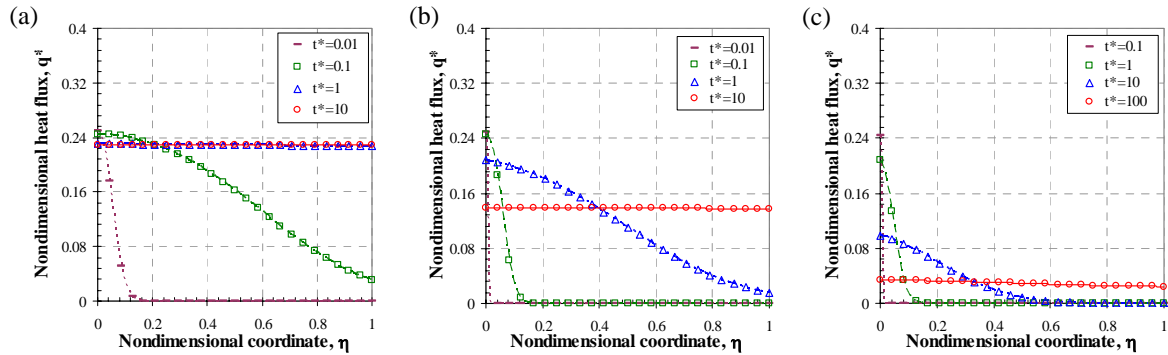 (a)
Nondimensional heat flux, q*
0.4
0.32
0.24
0.16
0.08
0
t*=0.01
t*=0.1
t*=1
t*=10
0 0.2 0.4 0.6 0.8 1
Nondimensional coordinate, η
(b)
Nondimensional heat flux, q*
0.4
0.32
0.24
0.16
0.08
0
t*=0.01
t*=0.1
t*=1
t*=10
0 0.2 0.4 0.6 0.8 1
Nondimensional coordinate, η
(c)
Nondimensional heat flux, q*
0.4
0.32
0.24
0.16
0.08
0
t*=0.1
t*=1
t*=10
t*=100
0 0.2 0.4 0.6 0.8 1
Nondimensional coordinate, η